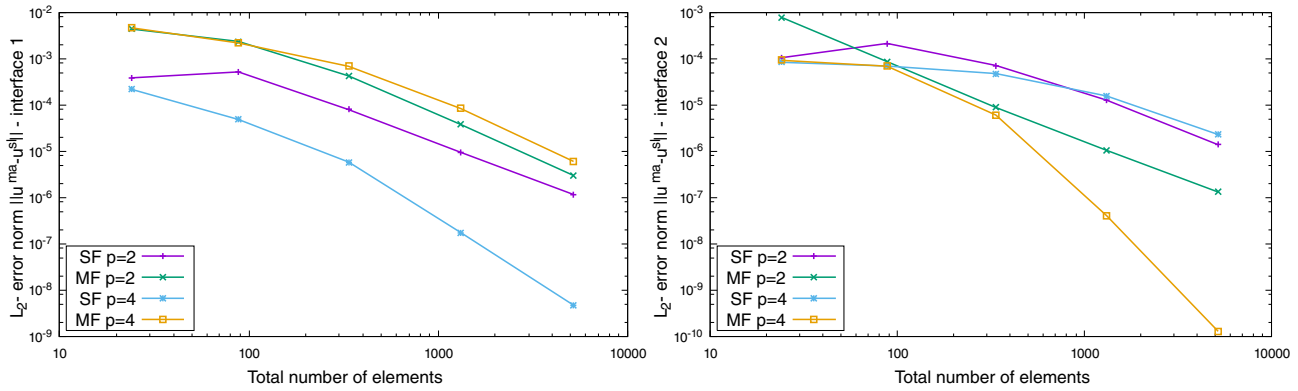 L2- error norm ||u^ma-u^sl|| - interface 1
10^-2
10^-3
10^-4
10^-5
10^-6
10^-7
10^-8
10^-9
SF p=2
MF p=2
SF p=4
MF p=4
10
100
1000
10000
Total number of elements
L2- error norm ||u^ma-u^sl|| - interface 2
10^-3
10^-4
10^-5
10^-6
10^-7
10^-8
10^-9
10^-10
SF p=2
MF p=2
SF p=4
MF p=4
10
100
1000
10000
Total number of elements